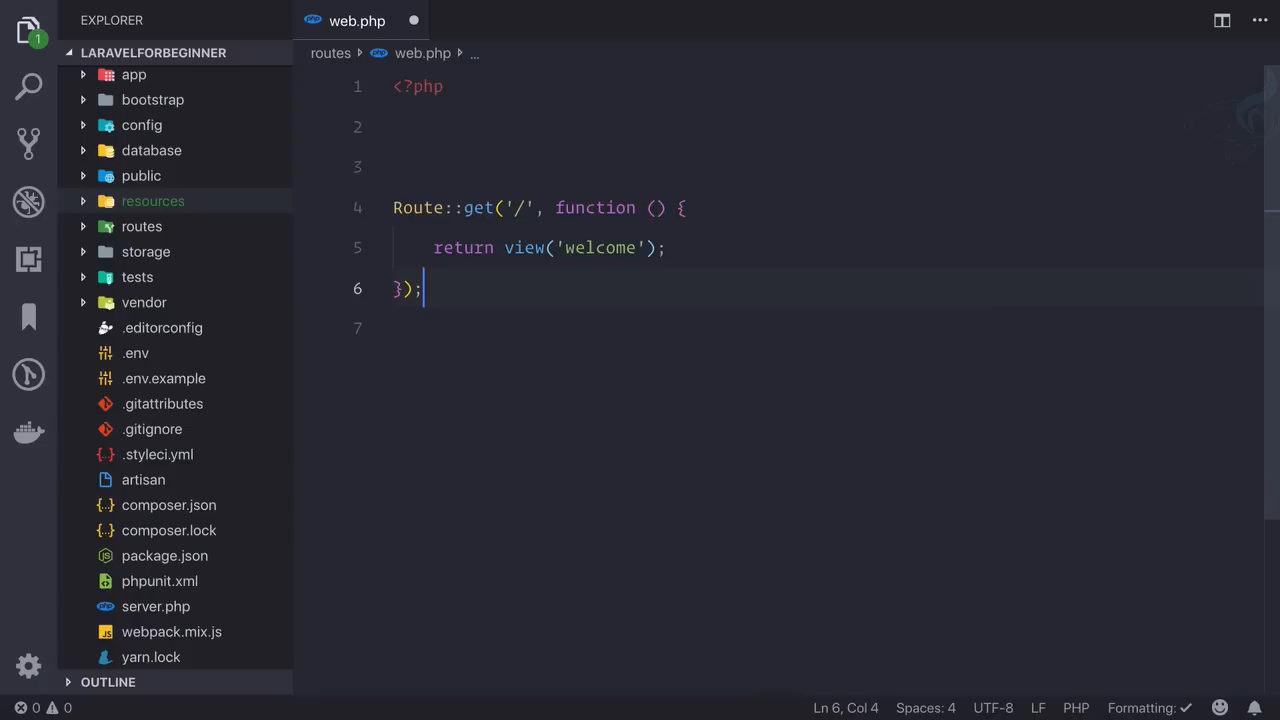 1
EXPLORER
LARAVELFORBEGINNER
app
bootstrap
config
database
public
resources
routes
storage
tests
vendor
.editorconfig
.env
.env.example
.gitattributes
.gitignore
.styleci.yml
artisan
composer.json
composer.lock
package.json
phpunit.xml
server.php
webpack.mix.js
yarn.lock
OUTLINE
php web.php
routes php web.php ...
1 <?php
2
3
4 Route::get('/', function () {
5 return view('welcome');
6 });
7
0 0 Ln 6, Col 4 Spaces: 4 UTF-8 LF PHP Formatting: ✓